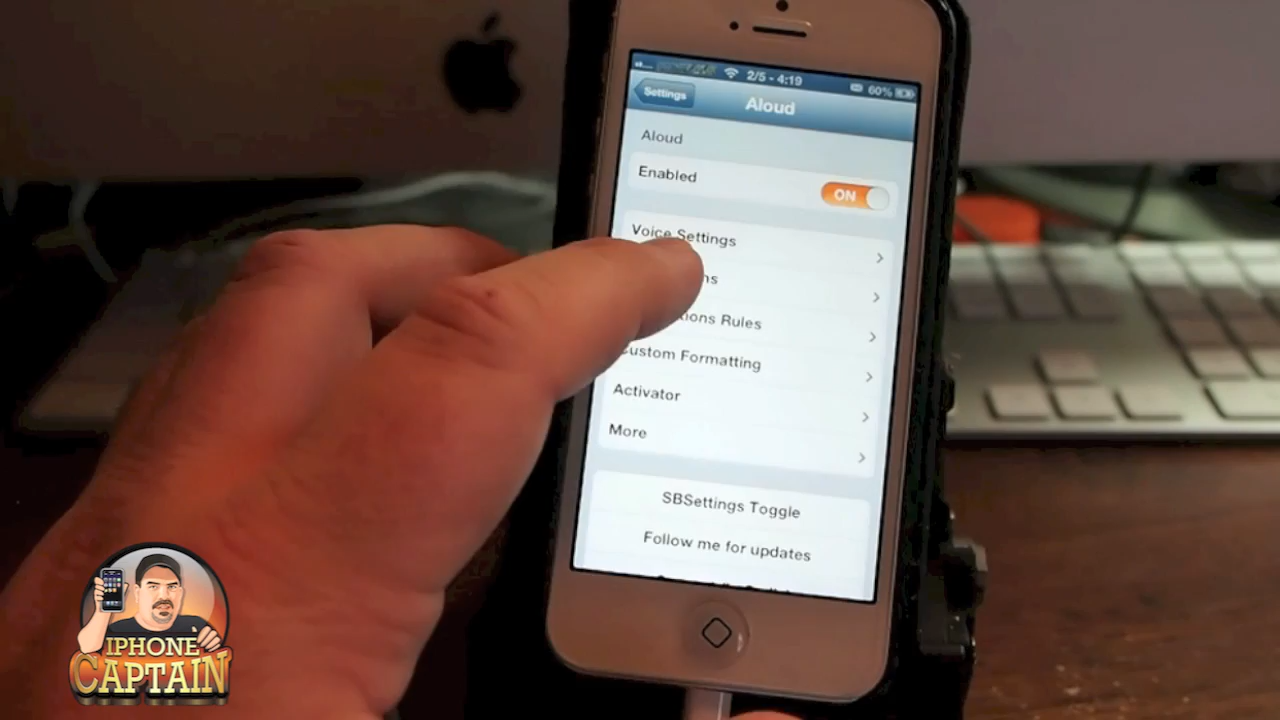 2/5 - 4:19
60%
Settings
Aloud
Aloud
Enabled
ON
Voice Settings
Rules
Custom Formatting
Activator
More
SBSettings Toggle
Follow me for updates
IPHONE
CAPTAIN